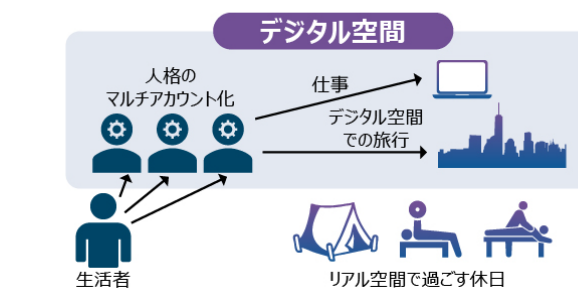 デジタル空間
人格の
マルチアカウント化
仕事
デジタル空間
での旅行
生活者
リアル空間で過ごす休日